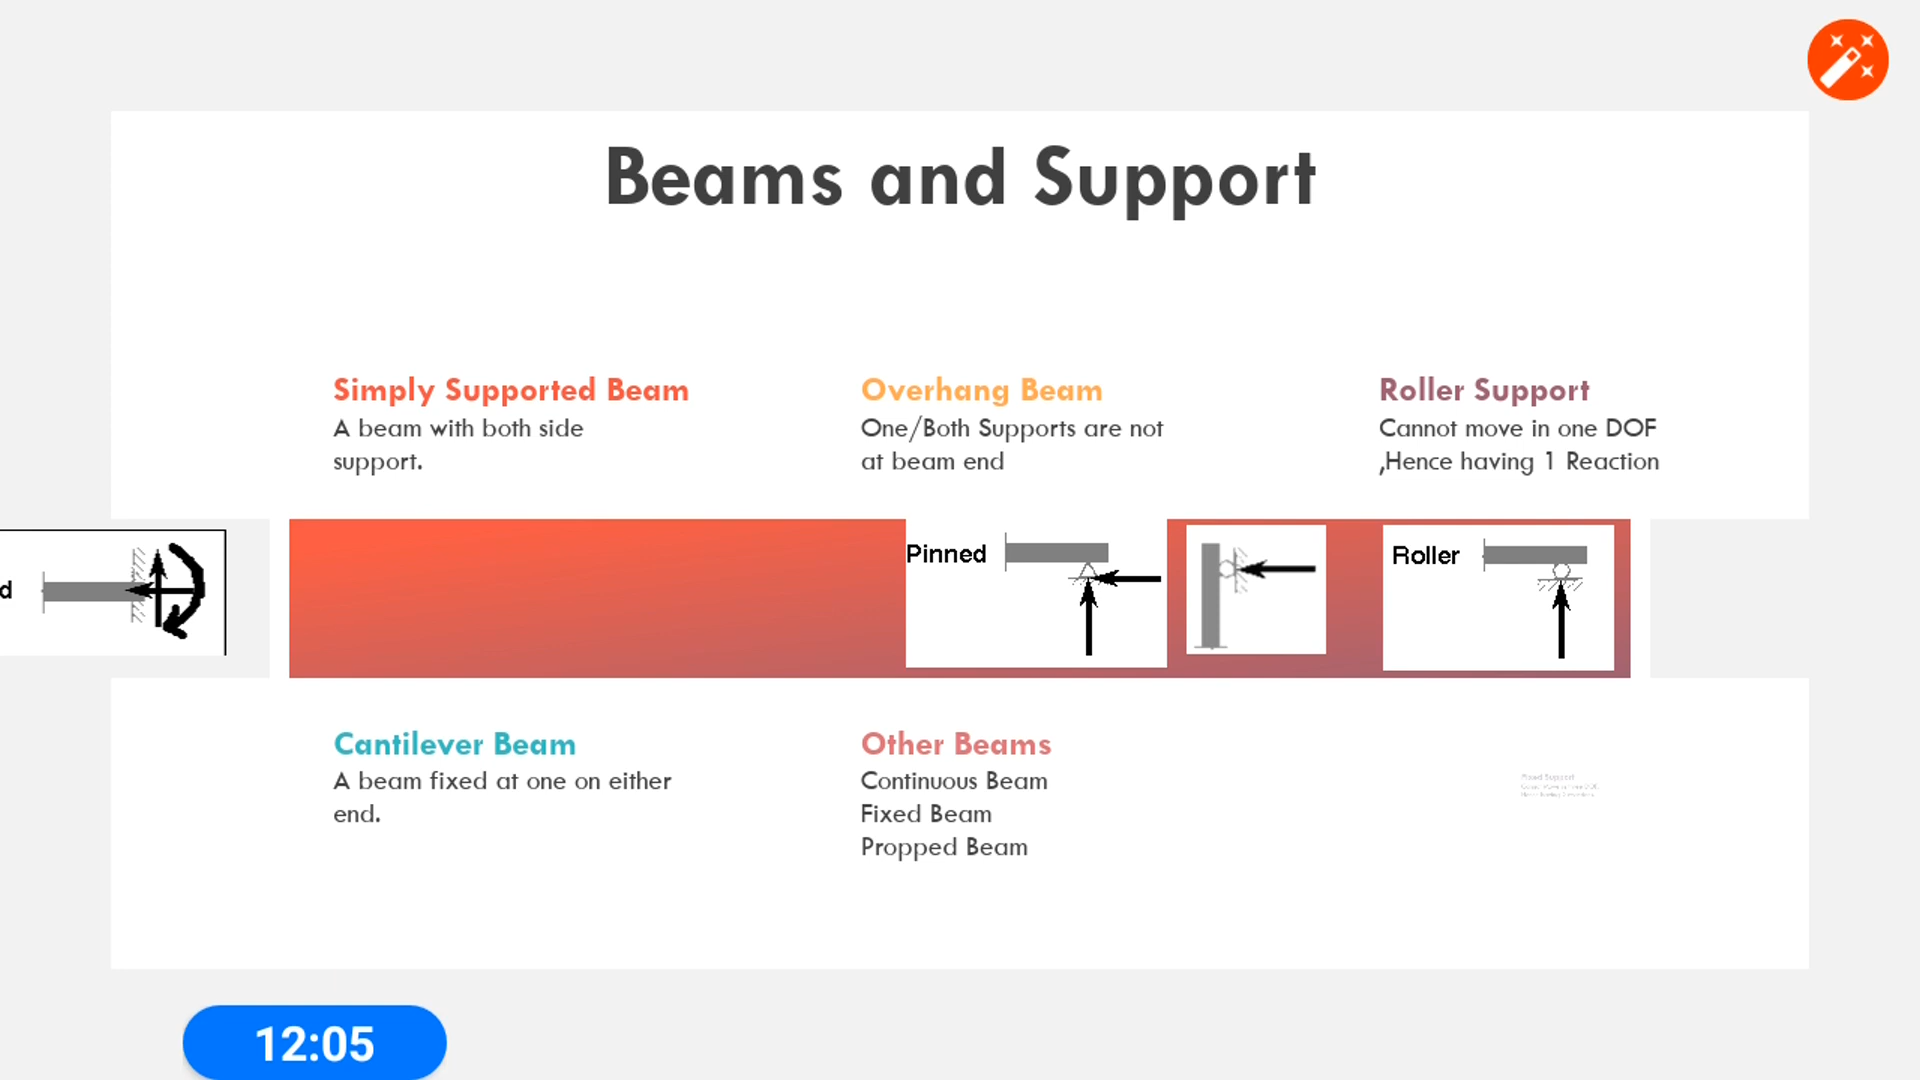 Beams and Support
Simply Supported Beam
A beam with both side
support.
Overhang Beam
One/Both Supports are not
at beam end
Roller Support
Cannot move in one DOF
,Hence having 1 Reaction
d
Pinned
Roller
Cantilever Beam
A beam fixed at one on either
end.
Other Beams
Continuous Beam
Fixed Beam
Propped Beam
12:05